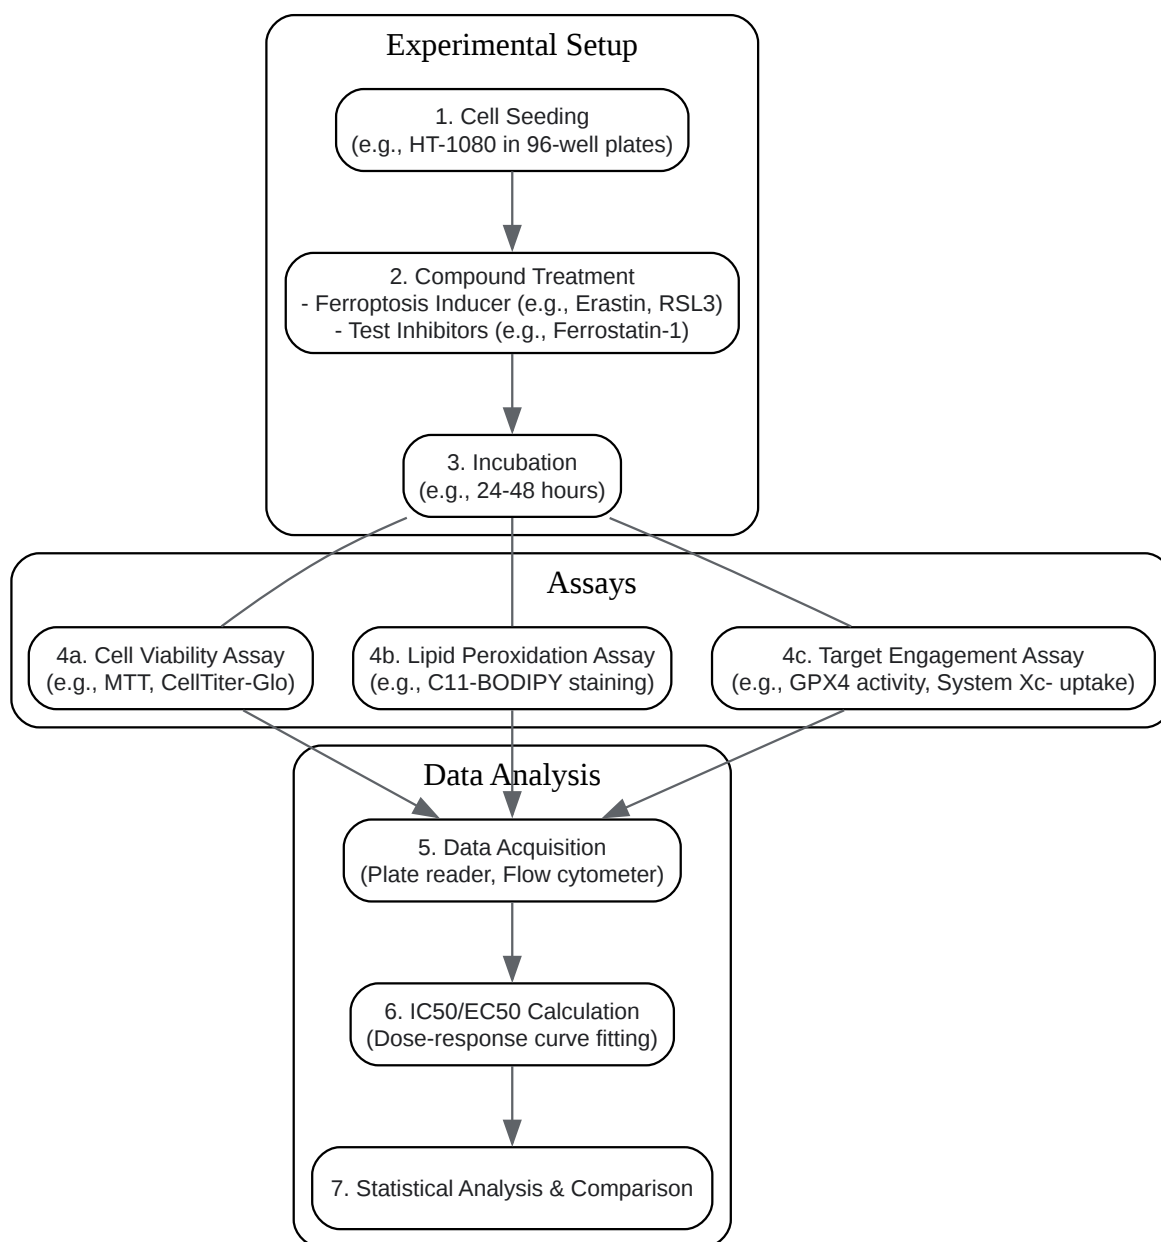 Experimental Setup
1. Cell Seeding
(e.g., HT-1080 in 96-well plates)
2. Compound Treatment
- Ferroptosis Inducer (e.g., Erastin, RSL3)
- Test Inhibitors (e.g., Ferrostatin-1)
3. Incubation
(e.g., 24-48 hours)
Assays
4a. Cell Viability Assay
(e.g., MTT, CellTiter-Glo)
4b. Lipid Peroxidation Assay
(e.g., C11-BODIPY staining)
4c. Target Engagement Assay
(e.g., GPX4 activity, System Xc- uptake)
Data Analysis
5. Data Acquisition
(Plate reader, Flow cytometer)
6. IC50/EC50 Calculation
(Dose-response curve fitting)
7. Statistical Analysis & Comparison